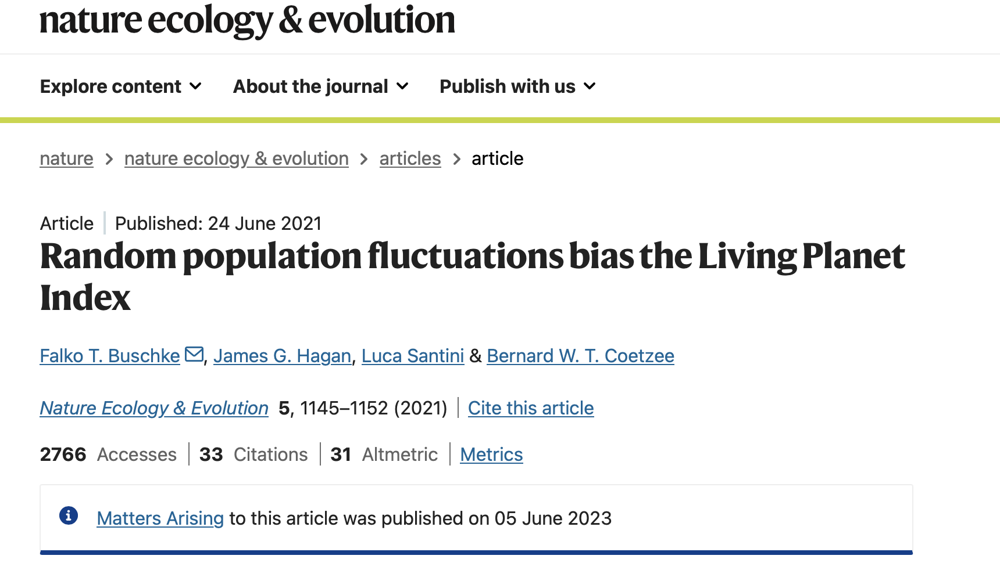 nature ecology & evolution
Explore content About the journal Publish with us
nature > nature ecology & evolution > articles > article
Article | Published: 24 June 2021
Random population fluctuations bias the Living Planet
Index
Falko T. Buschke, James G. Hagan, Luca Santini & Bernard W. T. Coetzee
Nature Ecology & Evolution 5, 1145–1152 (2021) | Cite this article
2766 Accesses | 33 Citations | 31 Altmetric | Metrics
Matters Arising to this article was published on 05 June 2023